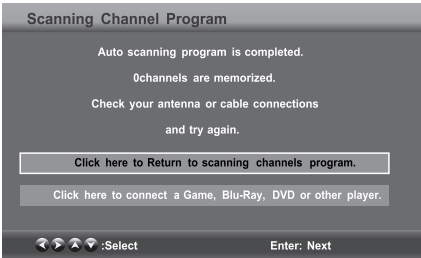 Scanning Channel Program
Auto scanning program is completed.
0channels are memorized.
Check your antenna or cable connections
and try again.
Click here to Return to scanning channels program.
Click here to connect a Game, Blu-Ray, DVD or other player.
:Select Enter: Next